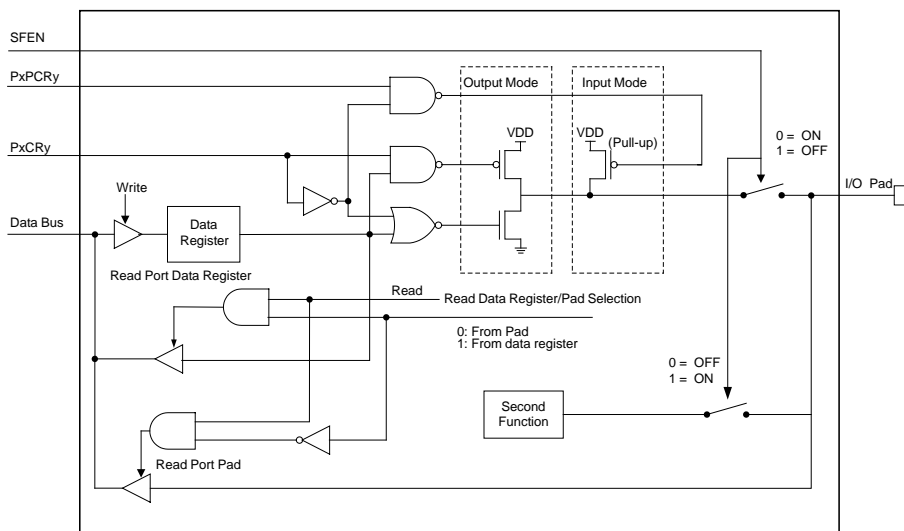 SFEN
PxPCRy
Output Mode
Input Mode
VDD
VDD
(Pull-up)
0 = ON
1 = OFF
PxCRy
I/O Pad
Write
Data Bus
Data
Register
Read Port Data Register
Read
Read Data Register/Pad Selection
0: From Pad
1: From data register
0 = OFF
1 = ON
Second
Function
Read Port Pad